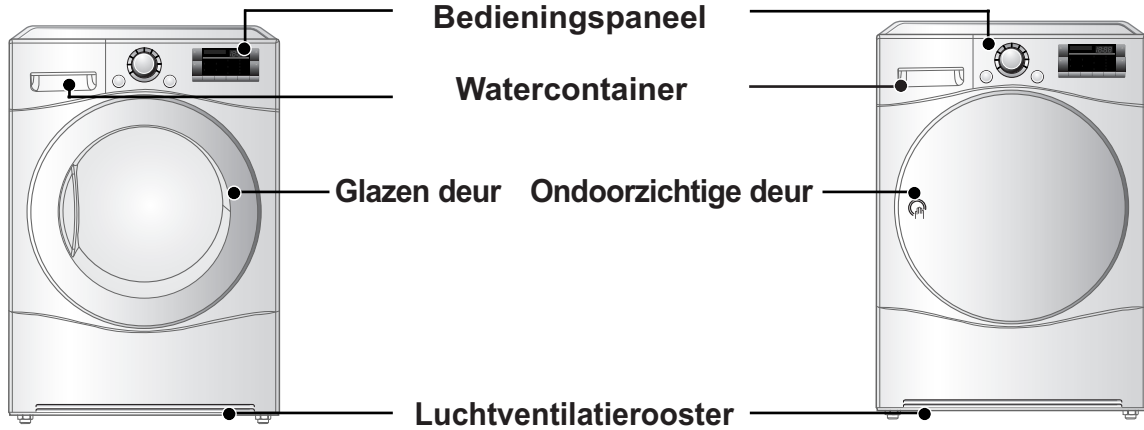 Bedieningspaneel
Watercontainer
Glazen deur Ondoorzichtige deur
Luchtventilatierooster